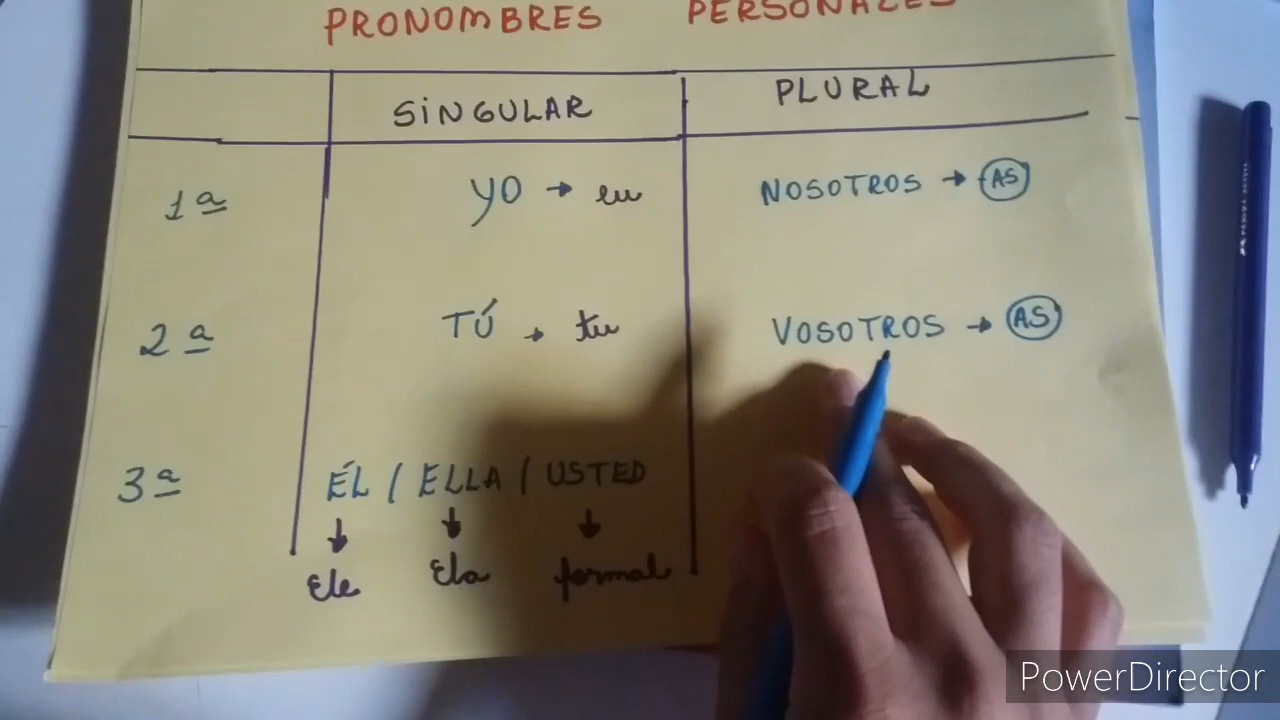 PRONOMBRES PERSONALES
SINGULAR PLURAL
1ª YO → eu NOSOTROS → AS
2ª TÚ → tu VOSOTROS → AS
3ª ÉL / ELLA / USTED
Ele Ela formal
PowerDirector